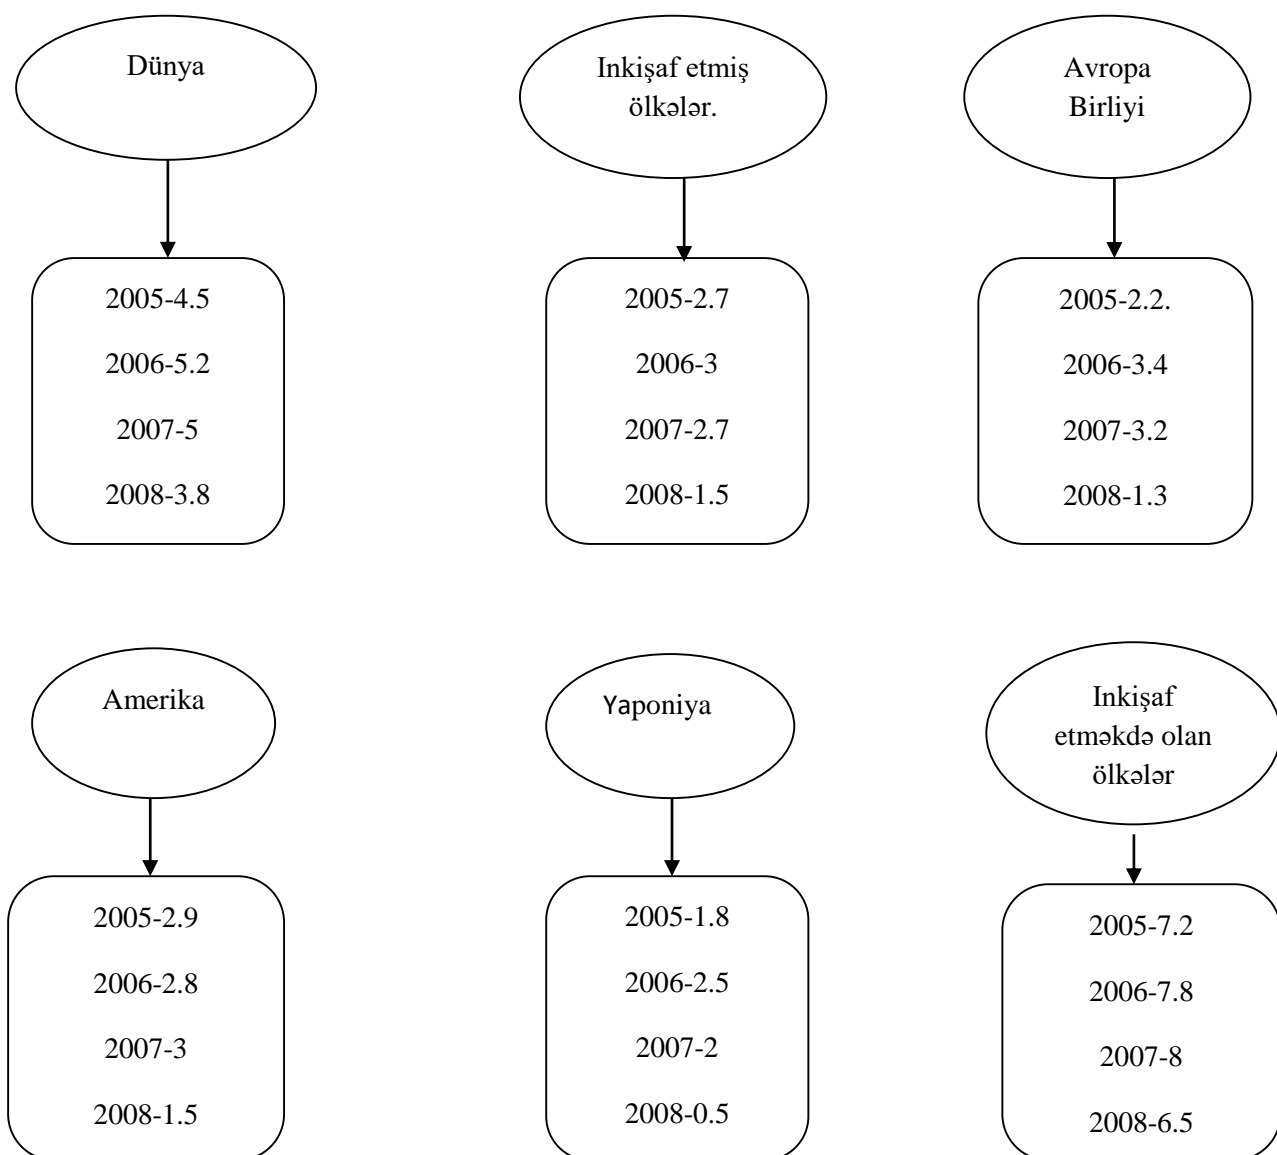 Dünya
2005-4.5
2006-5.2
2007-5
2008-3.8
Inkişaf etmiş
ölkələr.
2005-2.7
2006-3
2007-2.7
2008-1.5
Avropa
Birliyi
2005-2.2.
2006-3.4
2007-3.2
2008-1.3
Amerika
2005-2.9
2006-2.8
2007-3
2008-1.5
Yaponiya
2005-1.8
2006-2.5
2007-2
2008-0.5
Inkişaf
etməkdə olan
ölkələr
2005-7.2
2006-7.8
2007-8
2008-6.5